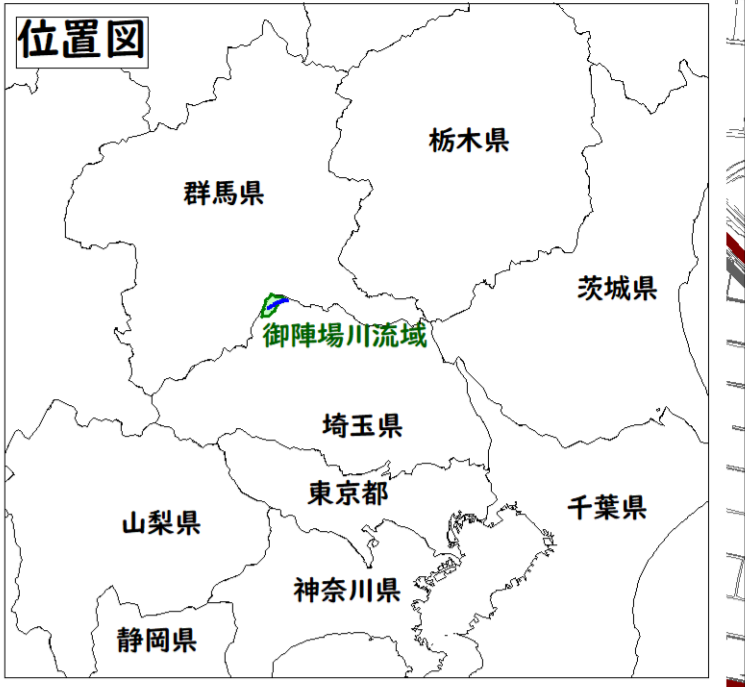 位置図
栃木県
群馬県
茨城県
御陣場川流域
埼玉県
東京都
千葉県
山梨県
神奈川県
静岡県